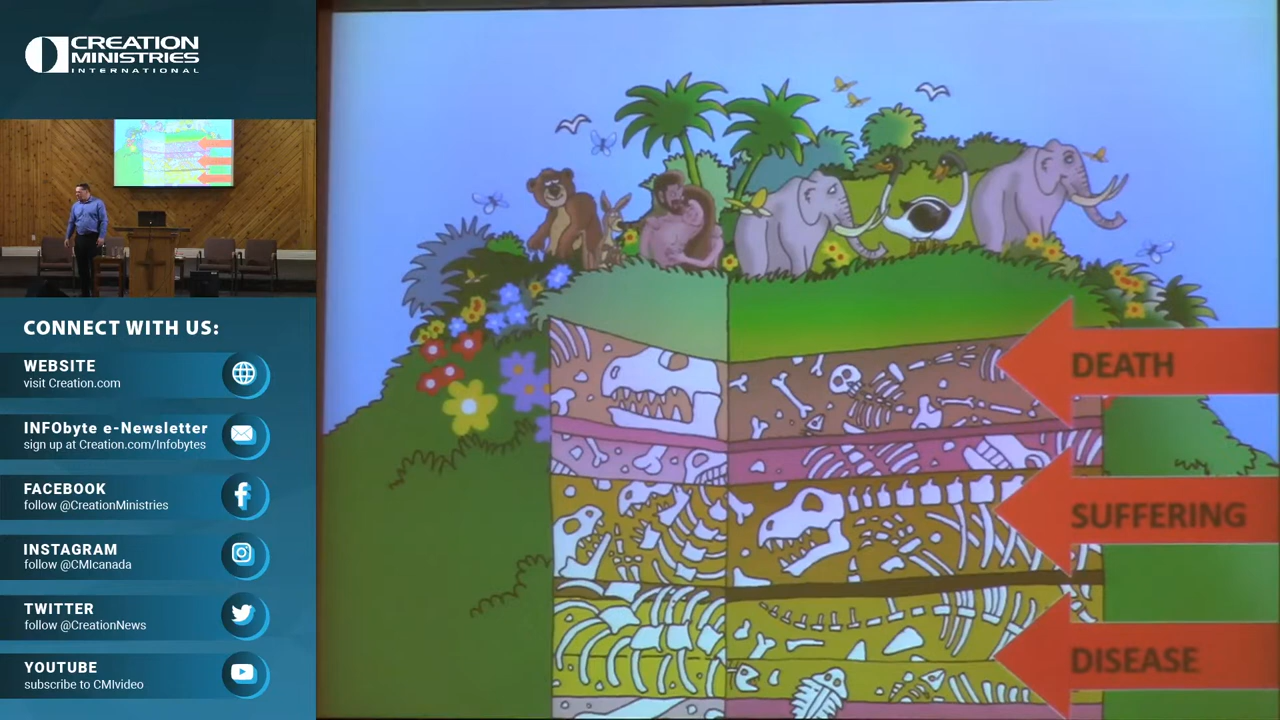 CREATION
MINISTRIES
INTERNATIONAL
CONNECT WITH US:
WEBSITE
visit Creation.com
INFObyte e-Newsletter
sign up at Creation.com/Infobytes
FACEBOOK
follow @CreationMinistries
INSTAGRAM
follow @CMIcanada
TWITTER
follow @CreationNews
YOUTUBE
subscribe to CMIvideo
DEATH
SUFFERING
DISEASE